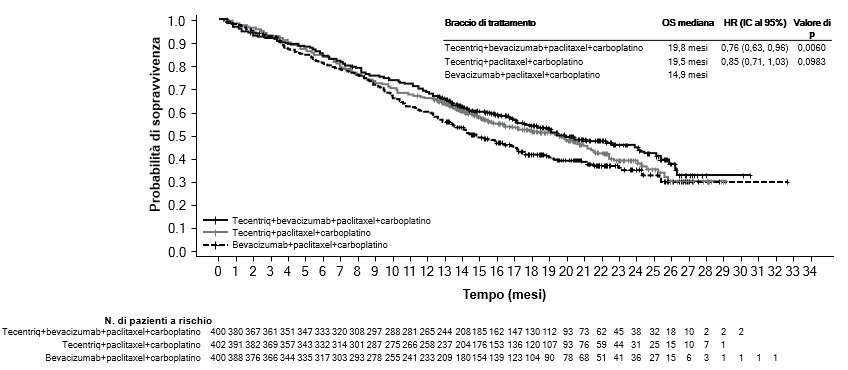 Braccio di trattamento OS mediana HR (IC al 95%) Valore di p
Tecentriq+bevacizumab+paclitaxel+carboplatino 19,8 mesi 0,76 (0,63, 0,96) 0,0060
Tecentriq+paclitaxel+carboplatino 19,5 mesi 0,85 (0,71, 1,03) 0,0983
Bevacizumab+paclitaxel+carboplatino 14,9 mesi
Probabilità di sopravvivenza
1.0
0.9
0.8
0.7
0.6
0.5
0.4
0.3
0.2
0.1
0.0
Tecentriq+bevacizumab+paclitaxel+carboplatino
Tecentriq+paclitaxel+carboplatino
Bevacizumab+paclitaxel+carboplatino
0 1 2 3 4 5 6 7 8 9 10 11 12 13 14 15 16 17 18 19 20 21 22 23 24 25 26 27 28 29 30 31 32 33 34
Tempo (mesi)
N. di pazienti a rischio
Tecentriq+bevacizumab+paclitaxel+carboplatino 400 380 367 361 351 347 333 320 308 297 288 281 265 244 208 185 162 147 130 112 93 73 62 45 38 32 18 10 2 2 2
Tecentriq+paclitaxel+carboplatino 402 391 382 369 357 343 332 314 301 287 275 266 258 237 204 176 153 136 120 107 93 76 59 44 31 25 15 10 7 1
Bevacizumab+paclitaxel+carboplatino 400 388 376 366 344 335 317 303 293 278 255 241 233 209 180 154 139 123 104 90 78 68 51 41 36 27 15 6 3 1 1 1 1